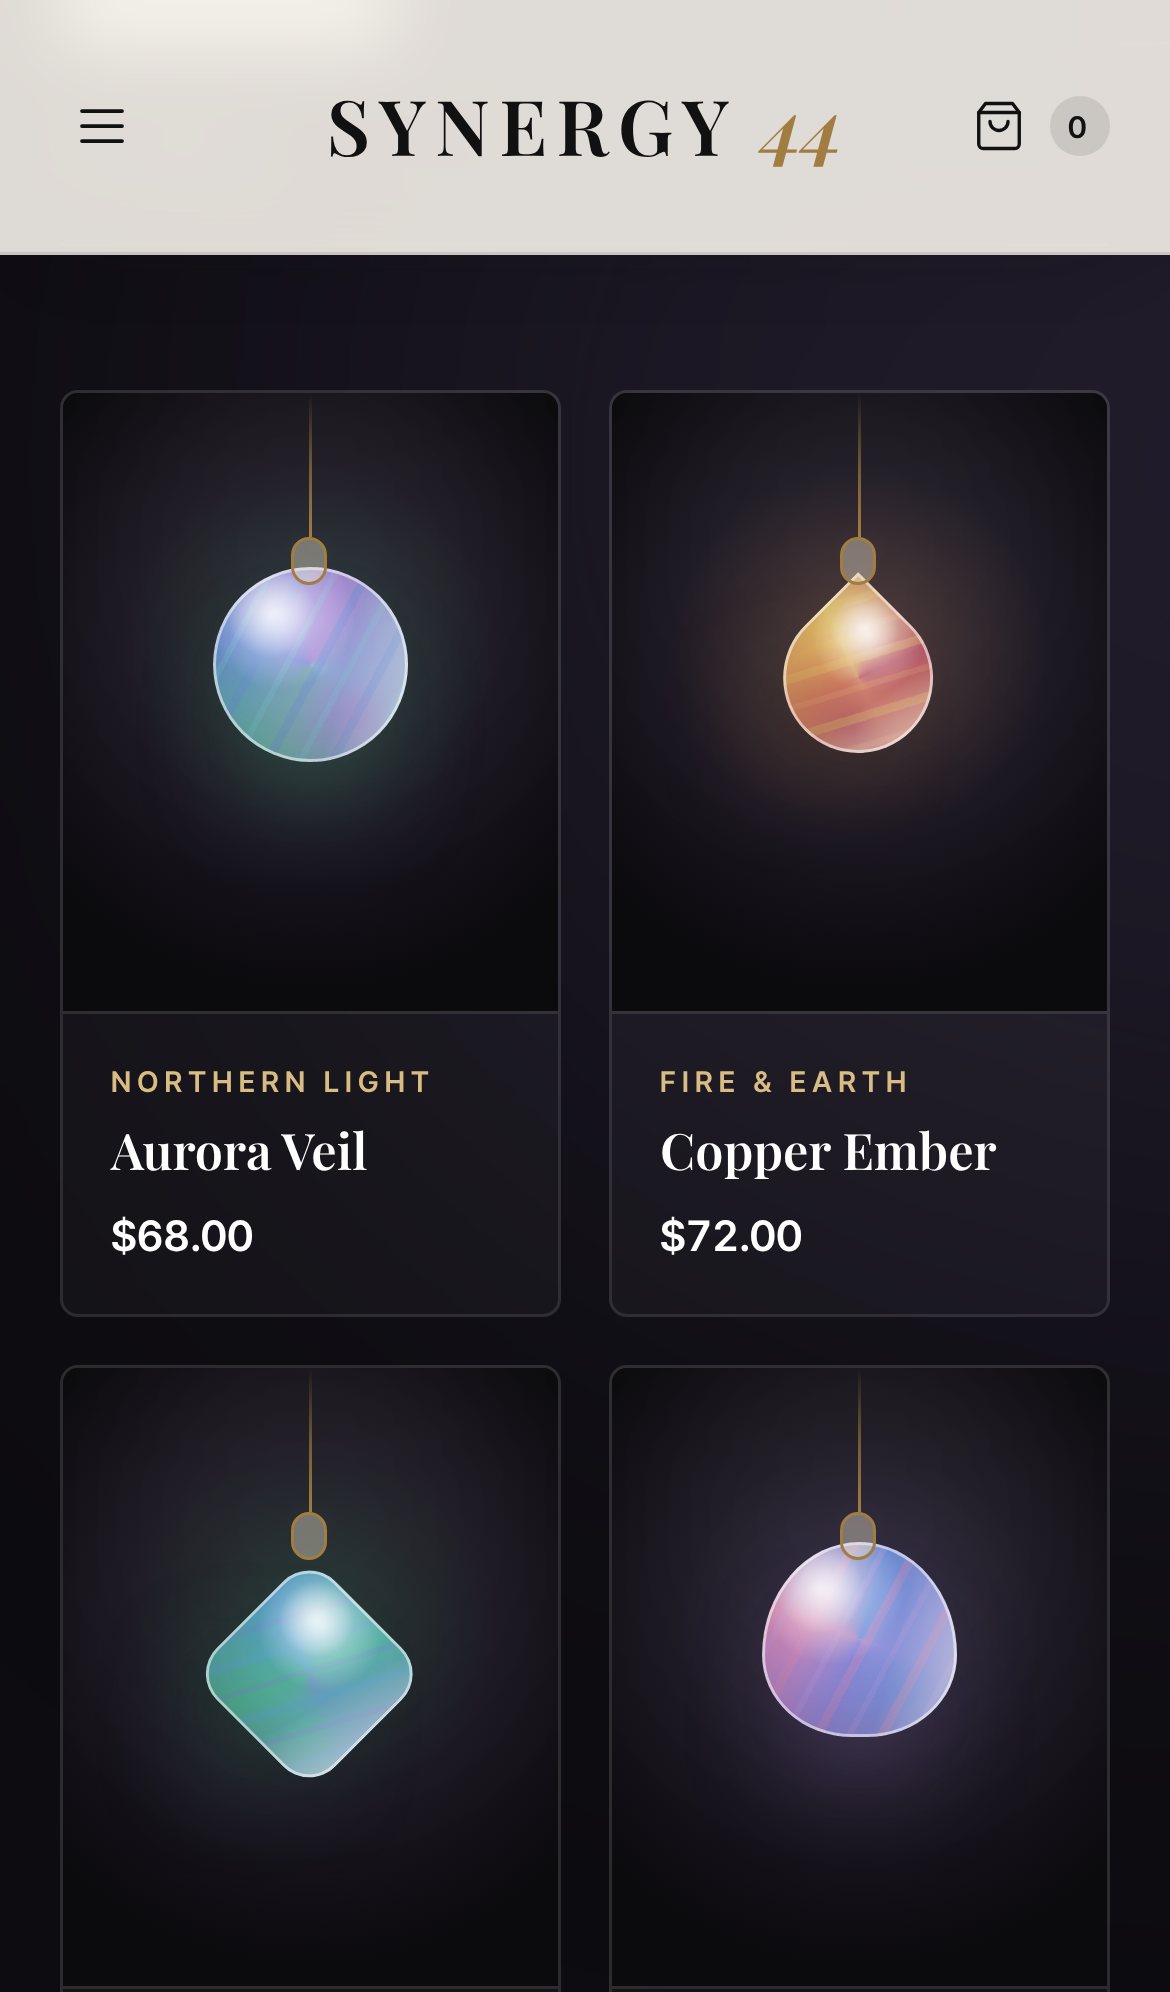 SYNERGY 44
0
NORTHERN LIGHT
Aurora Veil
$68.00
FIRE & EARTH
Copper Ember
$72.00